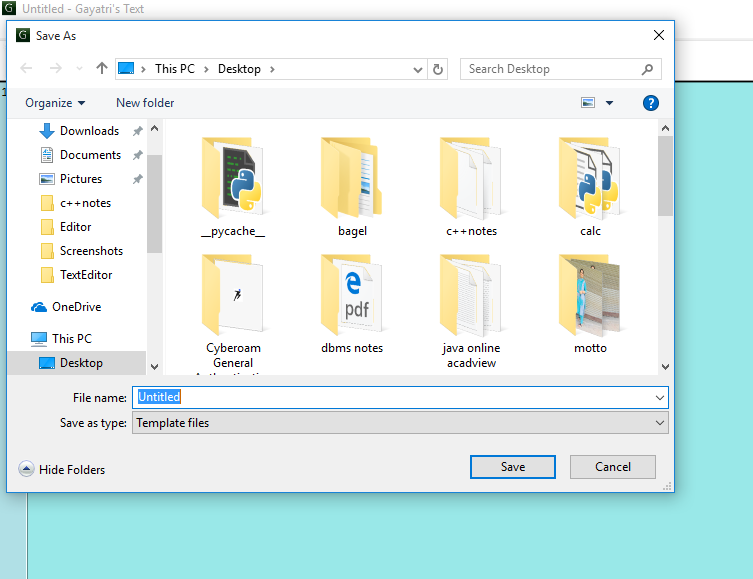 Untitled - Gayatri's Text
Save As
This PC > Desktop >
Search Desktop
Organize
New folder
1
Downloads
Documents
Pictures
c++notes
Editor
Screenshots
TextEditor
OneDrive
This PC
Desktop
__pycache__
bagel
c++notes
calc
Cyberoam
General
dbms notes
pdf
java online
acadview
motto
File name: Untitled
Save as type: Template files
Hide Folders
Save
Cancel